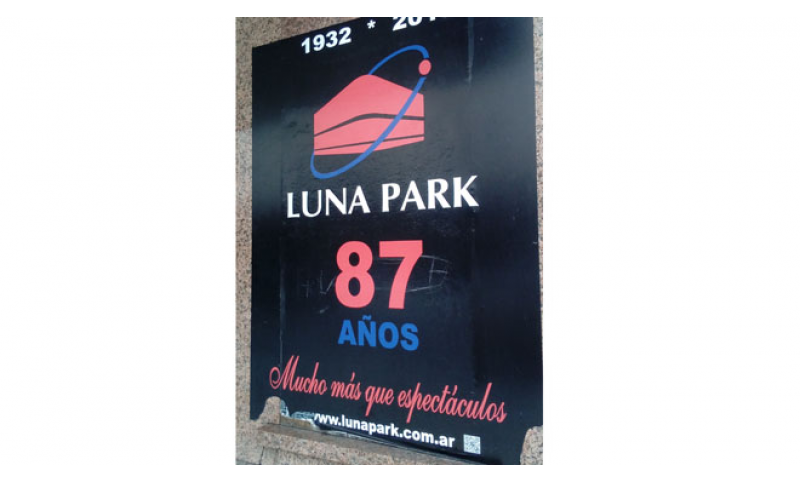 1932 *
LUNA PARK
87
AÑOS
Mucho más que espectáculos
www.lunapark.com.ar